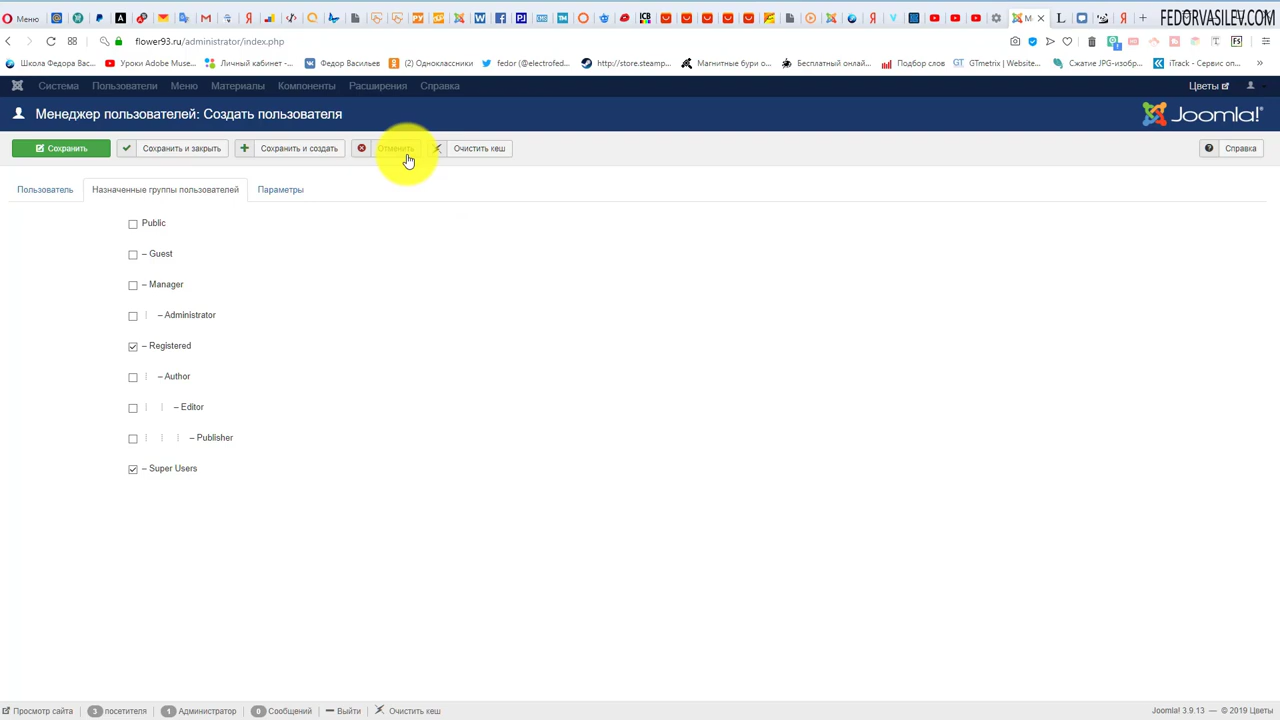 Меню
FEDORVASILEV.COM
flower93.ru/administrator/index.php
Школа Федора Вас...
Уроки Adobe Muse...
Личный кабинет -...
Федор Васильев
(2) Одноклассники
fedor (@electrofed...
http://store.steamp...
Магнитные бури о...
Бесплатный онлай...
Подбор слов
GTmetrix | Website...
Сжатие JPG-изобр...
iTrack - Сервис оп...
Система
Пользователи
Меню
Материалы
Компоненты
Расширения
Справка
Цветы
Менеджер пользователей: Создать пользователя
Joomla!
Сохранить
Сохранить и закрыть
Сохранить и создать
Отменить
Очистить кеш
Справка
Пользователь
Назначенные группы пользователей
Параметры
Public
– Guest
– Manager
– Administrator
– Registered
– Author
– Editor
– Publisher
– Super Users
Просмотр сайта
3 посетителя
1 Администратор
0 Сообщений
Выйти
Очистить кеш
Joomla! 3.9.13 — © 2019 Цветы